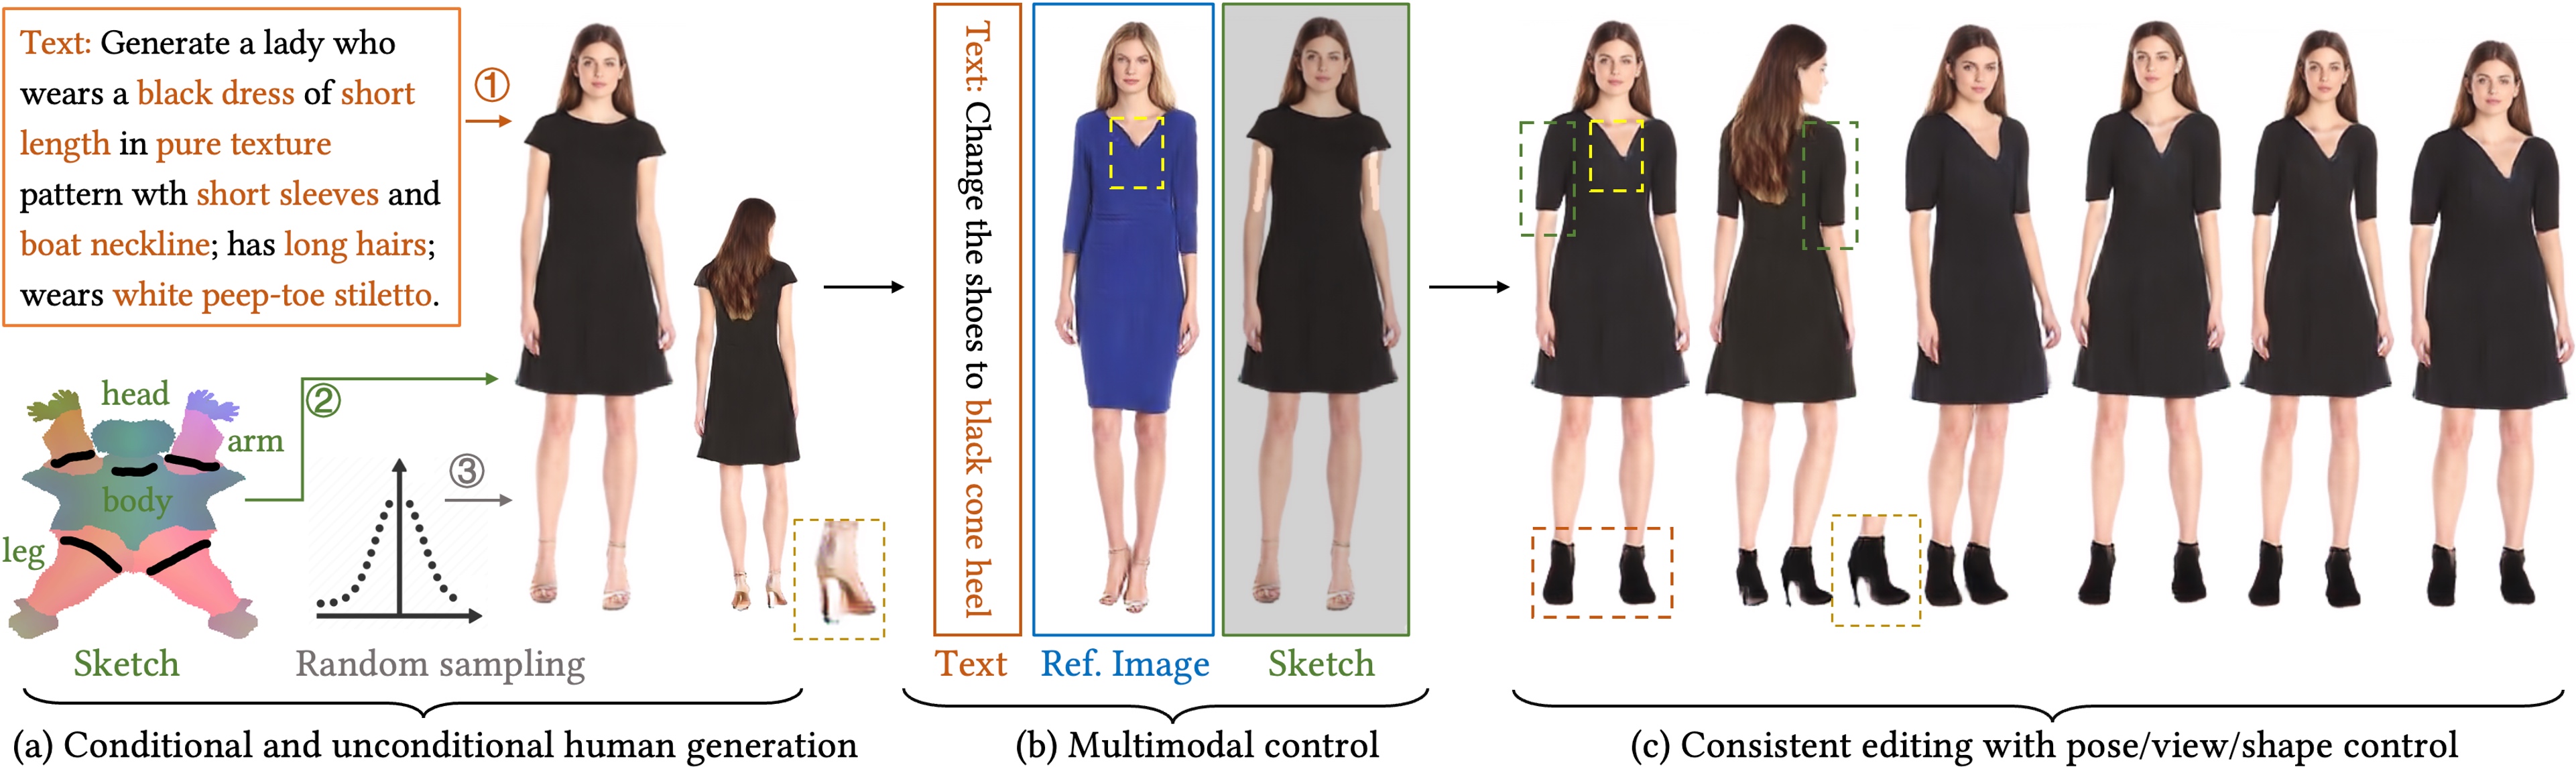 Text: Generate a lady who
wears a black dress of short
length in pure texture
pattern wth short sleeves and
boat neckline; has long hairs;
wears white peep-toe stiletto.
①
②
③
head
arm
body
leg
Sketch
Random sampling
(a) Conditional and unconditional human generation
Text: Change the shoes to black cone heel
Text
Ref. Image
Sketch
(b) Multimodal control
(c) Consistent editing with pose/view/shape control